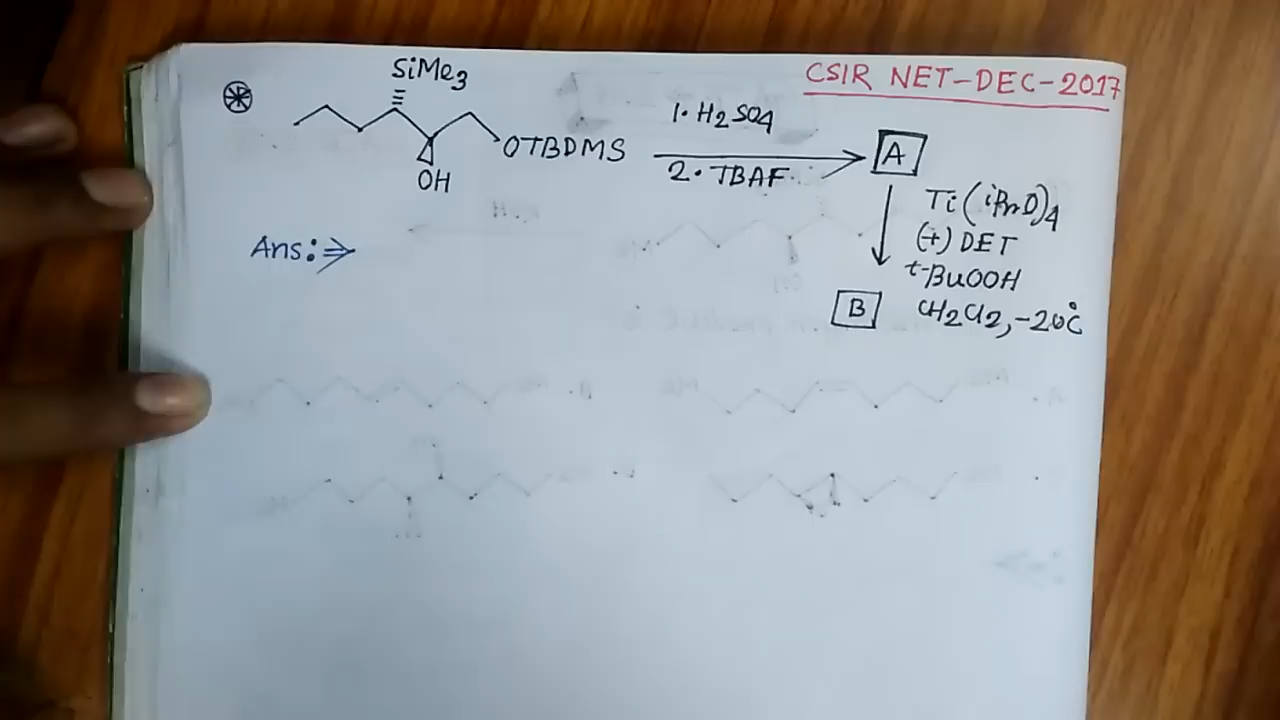 CSIR NET-DEC-2017
SiMe3
OTBDMS
OH
1. H2SO4
2. TBAF
A
Ti(iPrO)4
(+) DET
t-BuOOH
CH2Cl2, -20°C
B
Ans:⇒